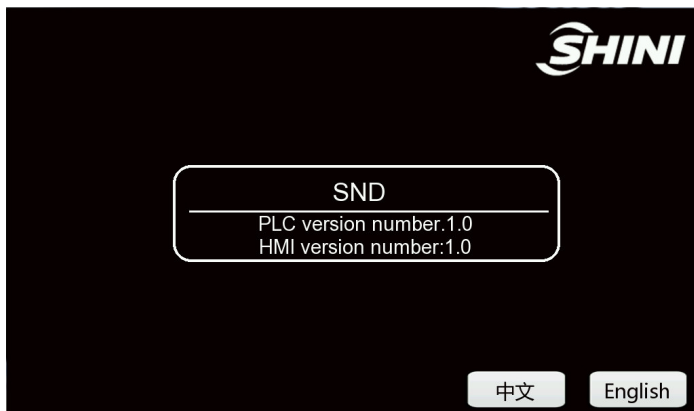 SHINI
SND
PLC version number.1.0
HMI version number:1.0
中文
English